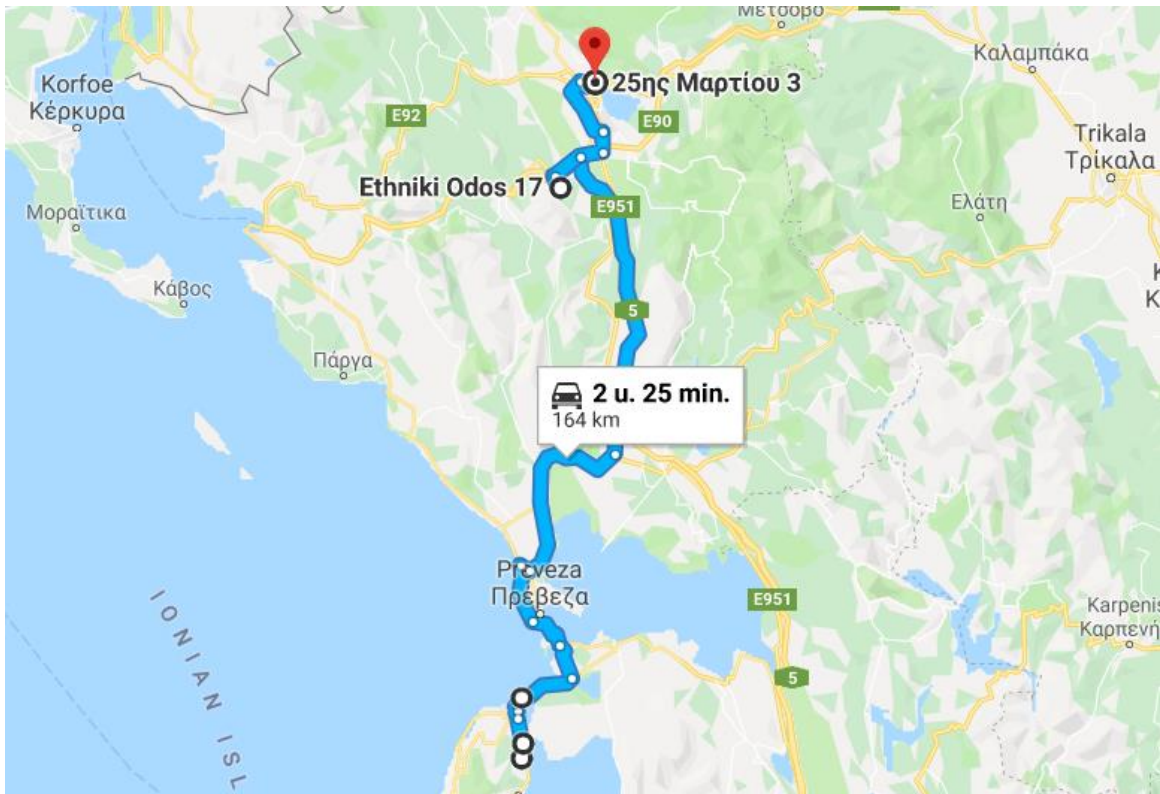 Μέτσοβο
Καλαμπάκα
Korfoe
Κέρκυρα
25ης Μαρτίου 3
E92
E90
Trikala
Τρίκαλα
Ethniki Odos 17
E951
Ελάτη
Μοραΐτικα
Κάβος
5
Πάργα
2 u. 25 min.
164 km
Preveza
Πρέβεζα
E951
Karpenis
Καρπενή
5
IONIAN ISL